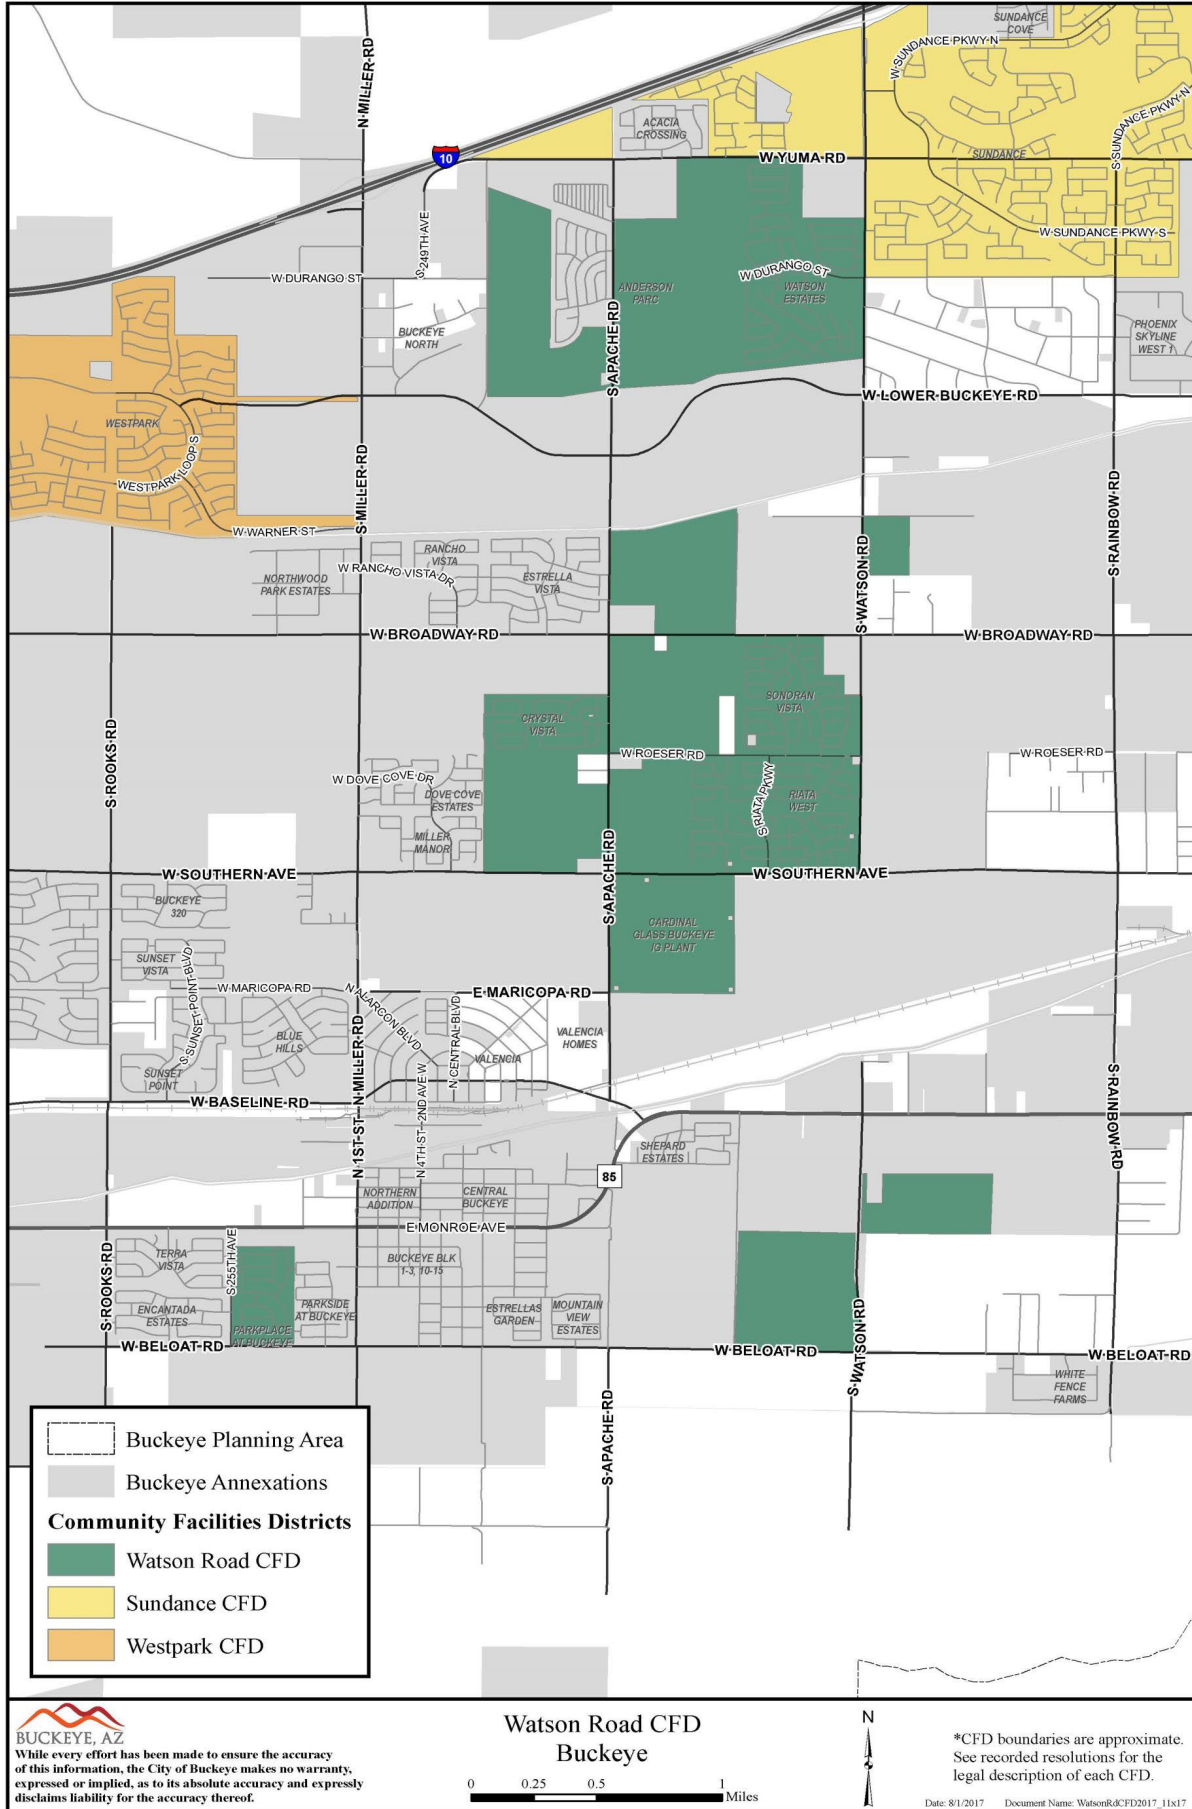 SUNDANCE
COVE
W SUNDANCE PKWY N
N MILLER RD
S SUNDANCE PKWY N
ACACIA
CROSSING
10
W YUMA RD
SUNDANCE
S 249TH AVE
W SUNDANCE PKWY S
W DURANGO ST
W DURANGO ST
ANDERSON
PARC
WATSON
ESTATES
BUCKEYE
NORTH
PHOENIX
SKYLINE
WEST 1
S APACHE RD
W LOWER BUCKEYE RD
WESTPARK
WESTPARK LOOP S
S MILLER RD
W WARNER ST
S RAINBOW RD
S WATSON RD
RANCHO
VISTA
W RANCHO VISTA DR
NORTHWOOD
PARK ESTATES
ESTRELLA
VISTA
W BROADWAY RD
W BROADWAY RD
SONORAN
VISTA
CRYSTAL
VISTA
S ROOKS RD
W ROESER RD
W ROESER RD
W DOVE COVE DR
DOVE COVE
ESTATES
S RIATA PKWY
RIATA
WEST
MILLER
MANOR
S APACHE RD
W SOUTHERN AVE
W SOUTHERN AVE
BUCKEYE
320
CARDINAL
GLASS BUCKEYE
IG PLANT
SUNSET
VISTA
S SUNSET POINT BLVD
W MARICOPA RD
N ALARCON BLVD
E MARICOPA RD
N CENTRAL BLVD
N MILLER RD
BLUE
HILLS
VALENCIA
VALENCIA
HOMES
SUNSET
POINT
2ND AVE W
S RAINBOW RD
W BASELINE RD
N 1ST ST
N 4TH ST
SHEPARD
ESTATES
85
NORTHERN
ADDITION
CENTRAL
BUCKEYE
E MONROE AVE
S ROOKS RD
TERRA
VISTA
S 255TH AVE
BUCKEYE BLK
1-3, 10-15
ENCANTADA
ESTATES
PARKPLACE
AT BUCKEYE
PARKSIDE
AT BUCKEYE
ESTRELLAS
GARDEN
MOUNTAIN
VIEW
ESTATES
S WATSON RD
W BELOAT RD
W BELOAT RD
W BELOAT RD
WHITE
FENCE
FARMS
S APACHE RD
Buckeye Planning Area
Buckeye Annexations
Community Facilities Districts
Watson Road CFD
Sundance CFD
Westpark CFD
BUCKEYE, AZ
While every effort has been made to ensure the accuracy
of this information, the City of Buckeye makes no warranty,
expressed or implied, as to its absolute accuracy and expressly
disclaims liability for the accuracy thereof.
Watson Road CFD
Buckeye
0 0.25 0.5 1
Miles
N
*CFD boundaries are approximate.
See recorded resolutions for the
legal description of each CFD.
Date: 8/1/2017 Document Name: WatsonRdCFD2017_11x17